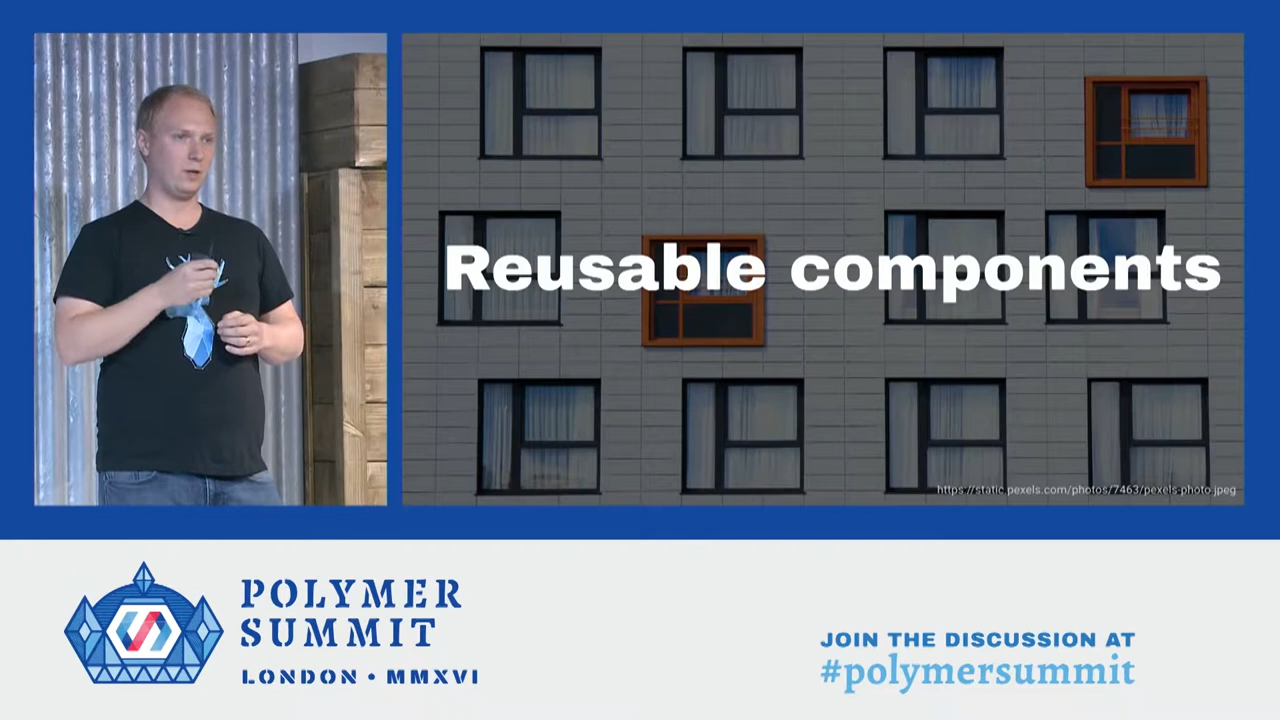 Reusable components
https://static.pexels.com/photos/7463/pexels-photo.jpeg
POLYMER
SUMMIT
LONDON • MMXVI
JOIN THE DISCUSSION AT
#polymersummit